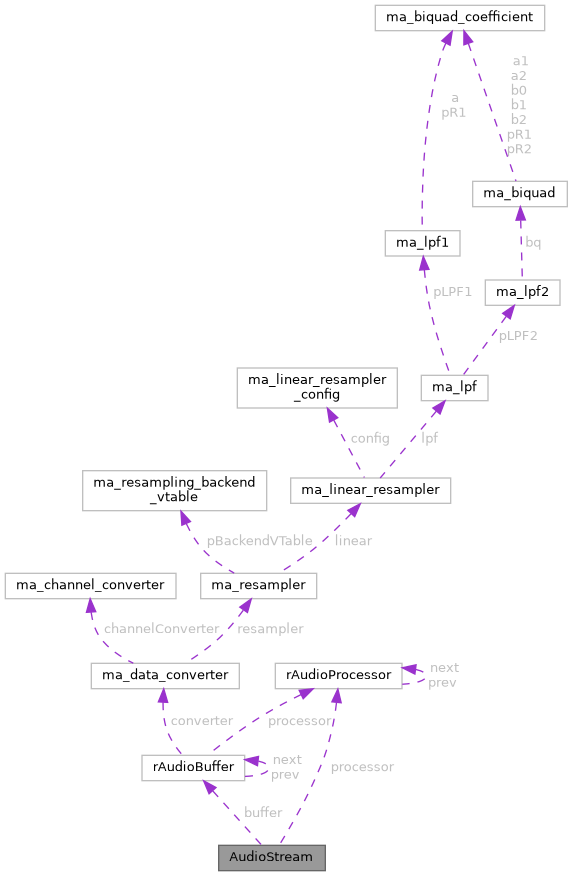 ma_biquad_coefficient
a
pR1
a1
a2
b0
b1
b2
pR1
pR2
ma_biquad
ma_lpf1
bq
pLPF1
ma_lpf2
pLPF2
ma_linear_resampler
_config
ma_lpf
config
lpf
ma_resampling_backend
_vtable
ma_linear_resampler
pBackendVTable
linear
ma_channel_converter
ma_resampler
channelConverter
resampler
ma_data_converter
rAudioProcessor
next
prev
converter
processor
rAudioBuffer
next
prev
processor
buffer
AudioStream